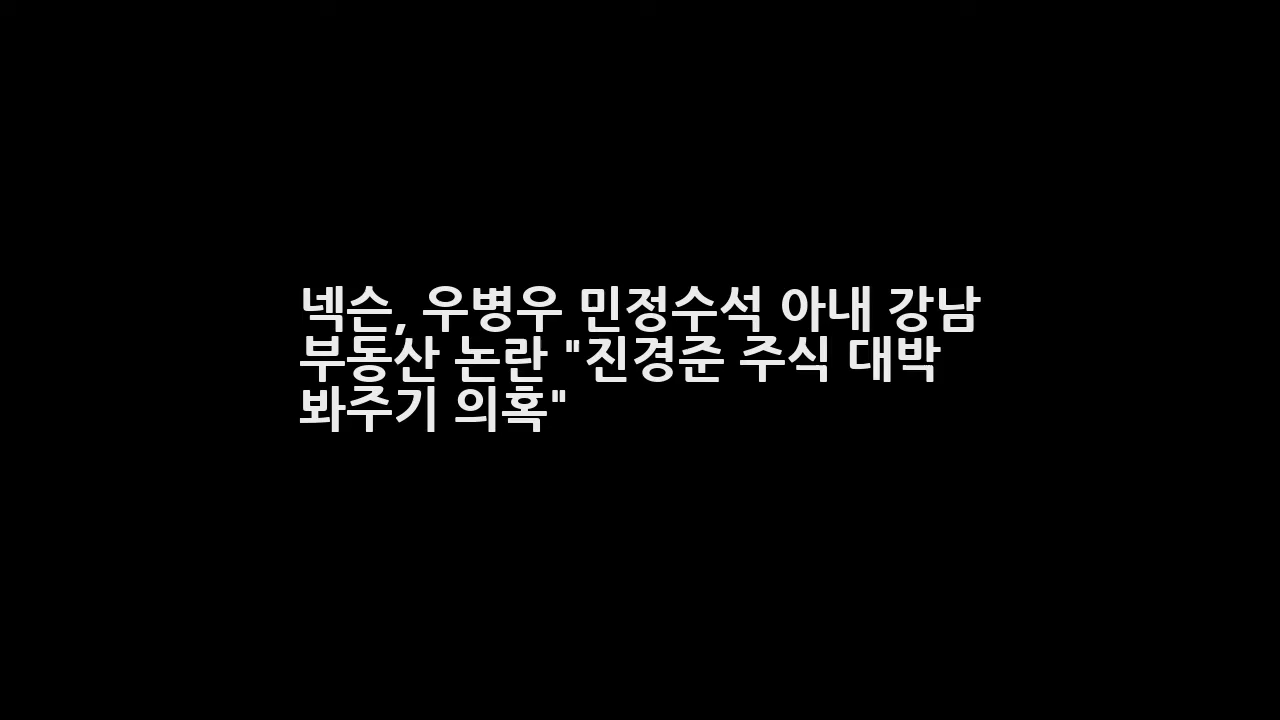 넥슨, 우병우 민정수석 아내 강남
부동산 논란 "진경준 주식 대박
봐주기 의혹"